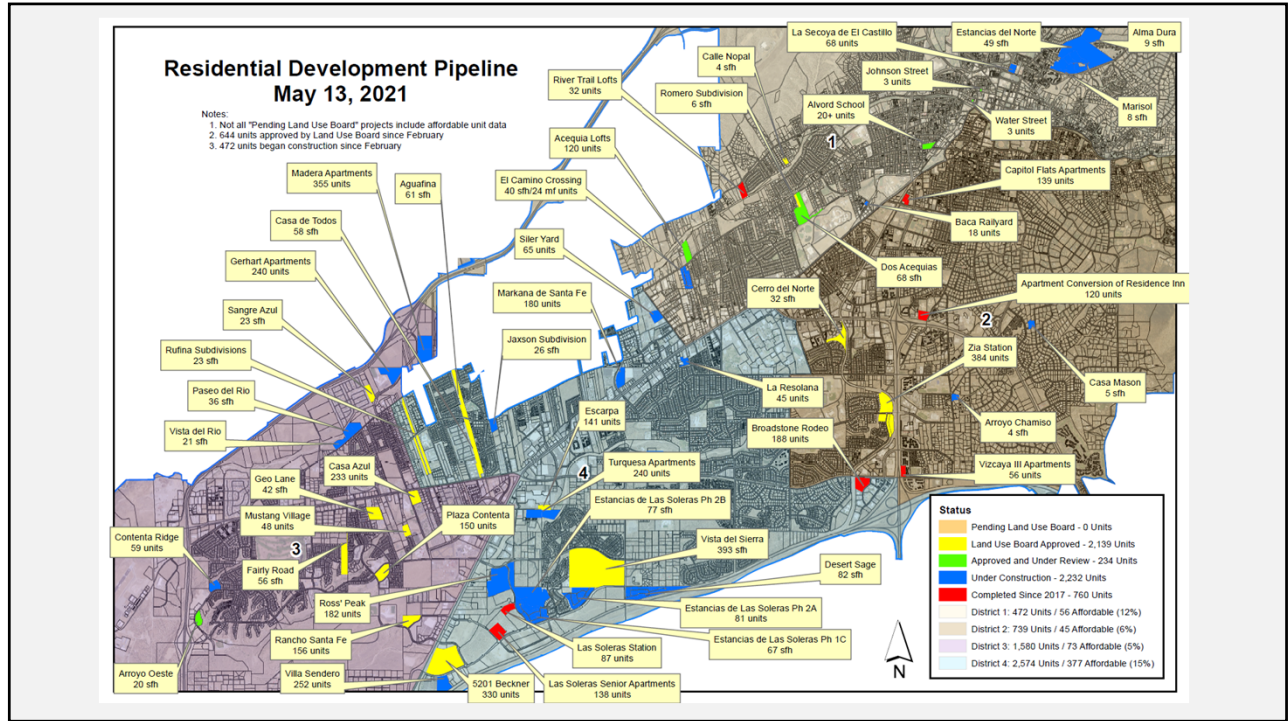 Residential Development Pipeline
May 13, 2021
Notes:
1. Not all "Pending Land Use Board" projects include affordable unit data
2. 644 units approved by Land Use Board since February
3. 472 units began construction since February
La Secoya de El Castillo
68 units
Estancias del Norte
49 sfh
Alma Dura
9 sfh
Calle Nopal
4 sfh
Johnson Street
3 units
River Trail Lofts
32 units
Romero Subdivision
6 sfh
Alvord School
20+ units
Marisol
8 sfh
Water Street
3 units
1
Acequia Lofts
120 units
Madera Apartments
355 units
Aguafina
61 sfh
El Camino Crossing
40 sfh/24 mf units
Capitol Flats Apartments
139 units
Casa de Todos
58 sfh
Siler Yard
65 units
Baca Railyard
18 units
Gerhart Apartments
240 units
Dos Acequias
68 sfh
Markana de Santa Fe
180 units
Cerro del Norte
32 sfh
Apartment Conversion of Residence Inn
120 units
Sangre Azul
23 sfh
2
Jaxson Subdivision
26 sfh
Zia Station
384 units
Rufina Subdivisions
23 sfh
La Resolana
45 units
Casa Mason
5 sfh
Paseo del Rio
36 sfh
Escarpa
141 units
Arroyo Chamiso
4 sfh
Vista del Rio
21 sfh
Broadstone Rodeo
188 units
4
Turquesa Apartments
240 units
Casa Azul
233 units
Vizcaya III Apartments
56 units
Geo Lane
42 sfh
Estancias de Las Soleras Ph 2B
77 sfh
Mustang Village
48 units
Plaza Contenta
150 units
Contenta Ridge
59 units
3
Vista del Sierra
393 sfh
Fairly Road
56 sfh
Desert Sage
82 sfh
Ross' Peak
182 units
Estancias de Las Soleras Ph 2A
81 units
Rancho Santa Fe
156 units
Estancias de Las Soleras Ph 1C
67 sfh
Las Soleras Station
87 units
Arroyo Oeste
20 sfh
Villa Sendero
252 units
5201 Beckner
330 units
Las Soleras Senior Apartments
138 units
N
Status
Pending Land Use Board - 0 Units
Land Use Board Approved - 2,139 Units
Approved and Under Review - 234 Units
Under Construction - 2,232 Units
Completed Since 2017 - 760 Units
District 1: 472 Units / 56 Affordable (12%)
District 2: 739 Units / 45 Affordable (6%)
District 3: 1,580 Units / 73 Affordable (5%)
District 4: 2,574 Units / 377 Affordable (15%)